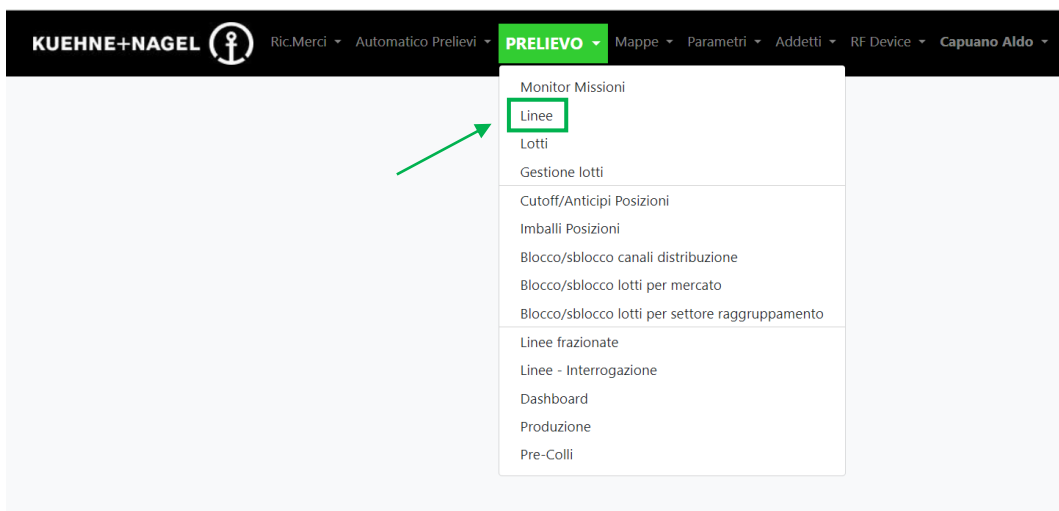 KUEHNE+NAGEL Ric.Merci Automatico Prelievi PRELIEVO Mappe Parametri Addetti RF Device Capuano Aldo
Monitor Missioni
Linee
Lotti
Gestione lotti
Cutoff/Anticipi Posizioni
Imballi Posizioni
Blocco/sblocco canali distribuzione
Blocco/sblocco lotti per mercato
Blocco/sblocco lotti per settore raggruppamento
Linee frazionate
Linee - Interrogazione
Dashboard
Produzione
Pre-Colli